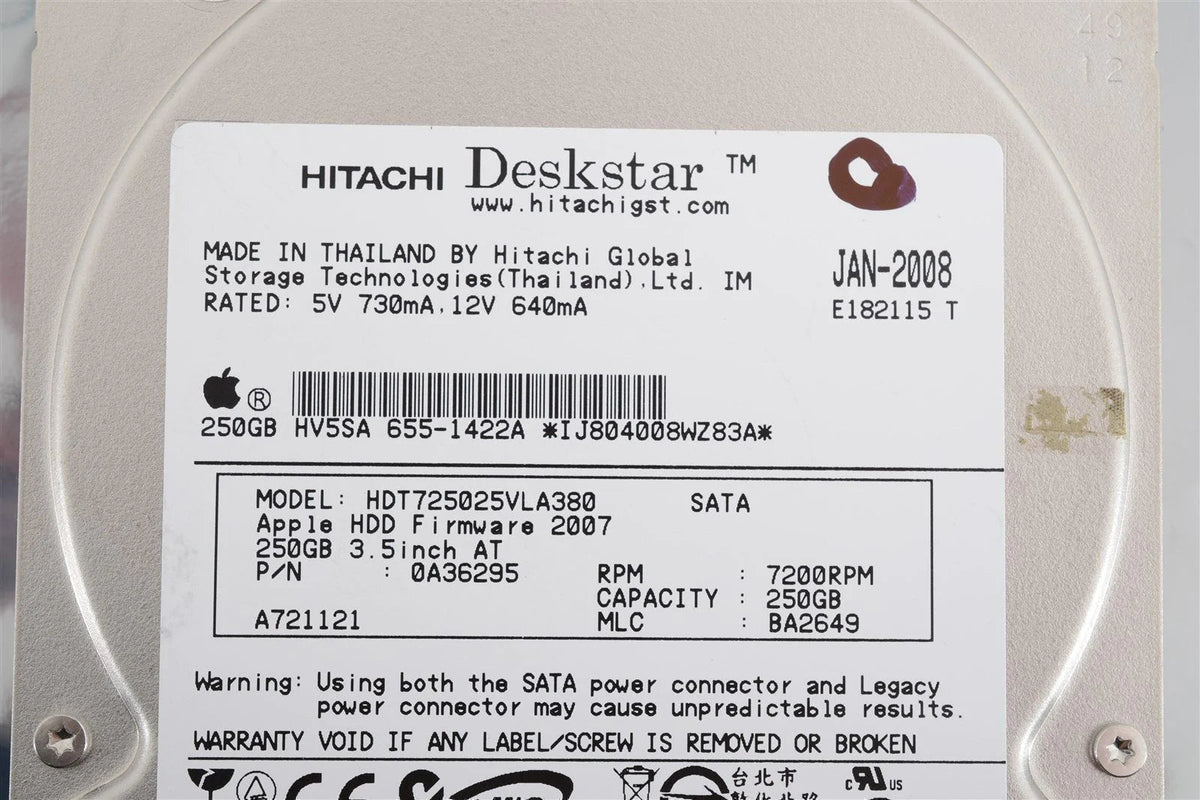 49
12
HITACHI Deskstar ™
www.hitachigst.com
MADE IN THAILAND BY Hitachi Global
Storage Technologies(Thailand),Ltd. IM
RATED: 5V 730mA,12V 640mA
JAN-2008
E182115 T
®
250GB HV5SA 655-1422A *IJ804008WZ83A*
MODEL: HDT725025VLA380 SATA
Apple HDD Firmware 2007
250GB 3.5inch AT
P/N : 0A36295
RPM : 7200RPM
CAPACITY : 250GB
A721121
MLC : BA2649
Warning: Using both the SATA power connector and Legacy
power connector may cause unpredictable results.
WARRANTY VOID IF ANY LABEL/SCREW IS REMOVED OR BROKEN
CE
台北市
c RU US